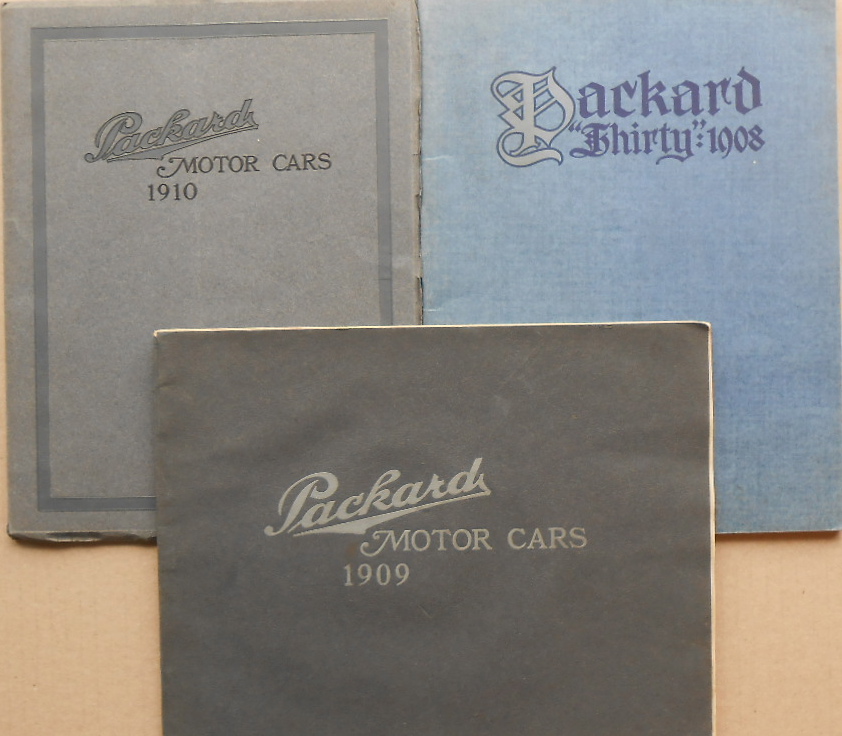 Packard
MOTOR CARS
1910
Packard
"Thirty":1908
Packard
MOTOR CARS
1909